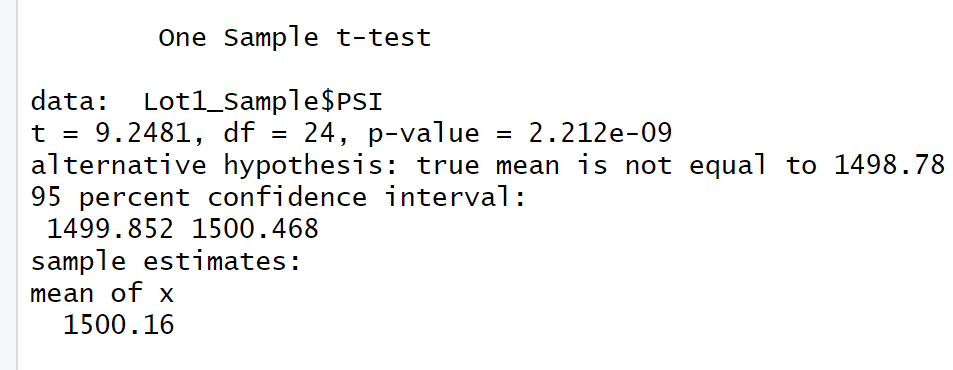 One Sample t-test
data:  Lot1_Sample$PSI
t = 9.2481, df = 24, p-value = 2.212e-09
alternative hypothesis: true mean is not equal to 1498.78
95 percent confidence interval:
1499.852 1500.468
sample estimates:
mean of x
1500.16